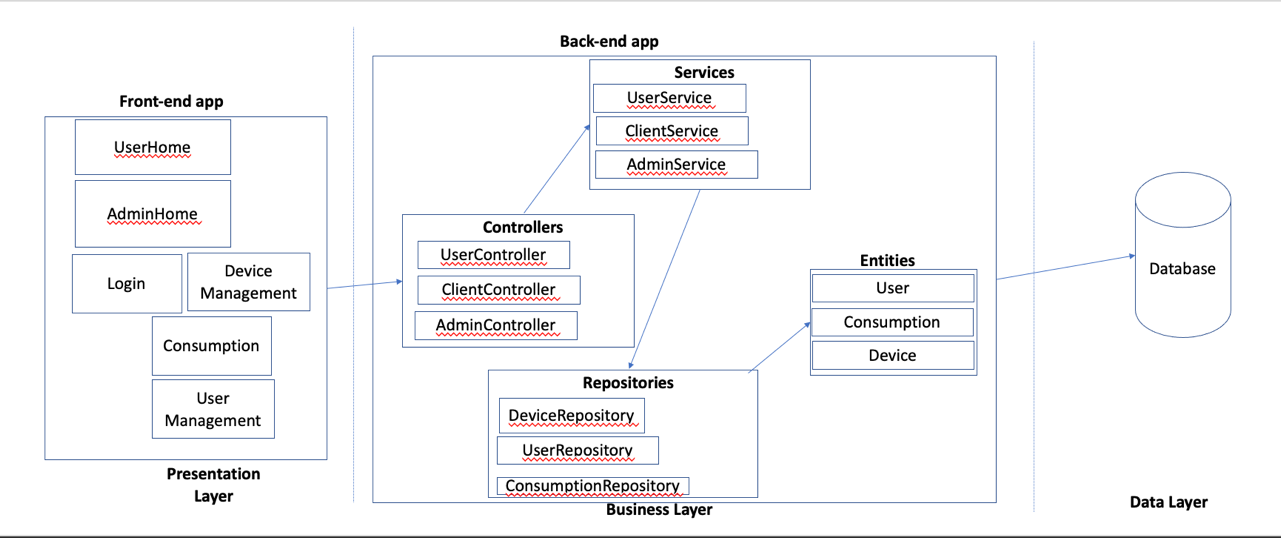 Front-end app
UserHome
AdminHome
Login
Device
Management
Consumption
User
Management
Presentation
Layer
Back-end app
Services
UserService
ClientService
AdminService
Controllers
UserController
ClientController
AdminController
Repositories
DeviceRepository
UserRepository
ConsumptionRepository
Entities
User
Consumption
Device
Business Layer
Database
Data Layer